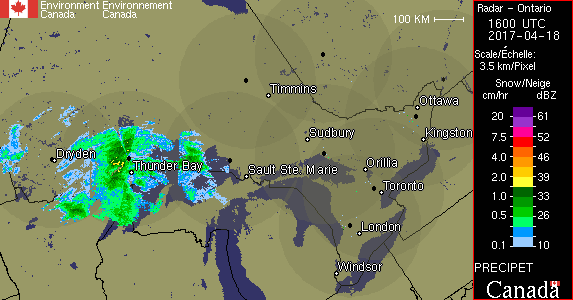 Environment Environnement
Canada Canada
100 KM
Timmins
Ottawa
Sudbury
Kingston
Dryden
Thunder Bay
Sault Ste. Marie
Orillia
Toronto
London
Windsor
Radar - Ontario
1600 UTC
2017-04-18
Scale/Échelle:
3.5 km/Pixel
Snow/Neige
cm/hr dBZ
20 61
7.5 52
4.0 46
2.0 39
1.0 33
0.5 26
0.1 10
PRECIPET
Canada